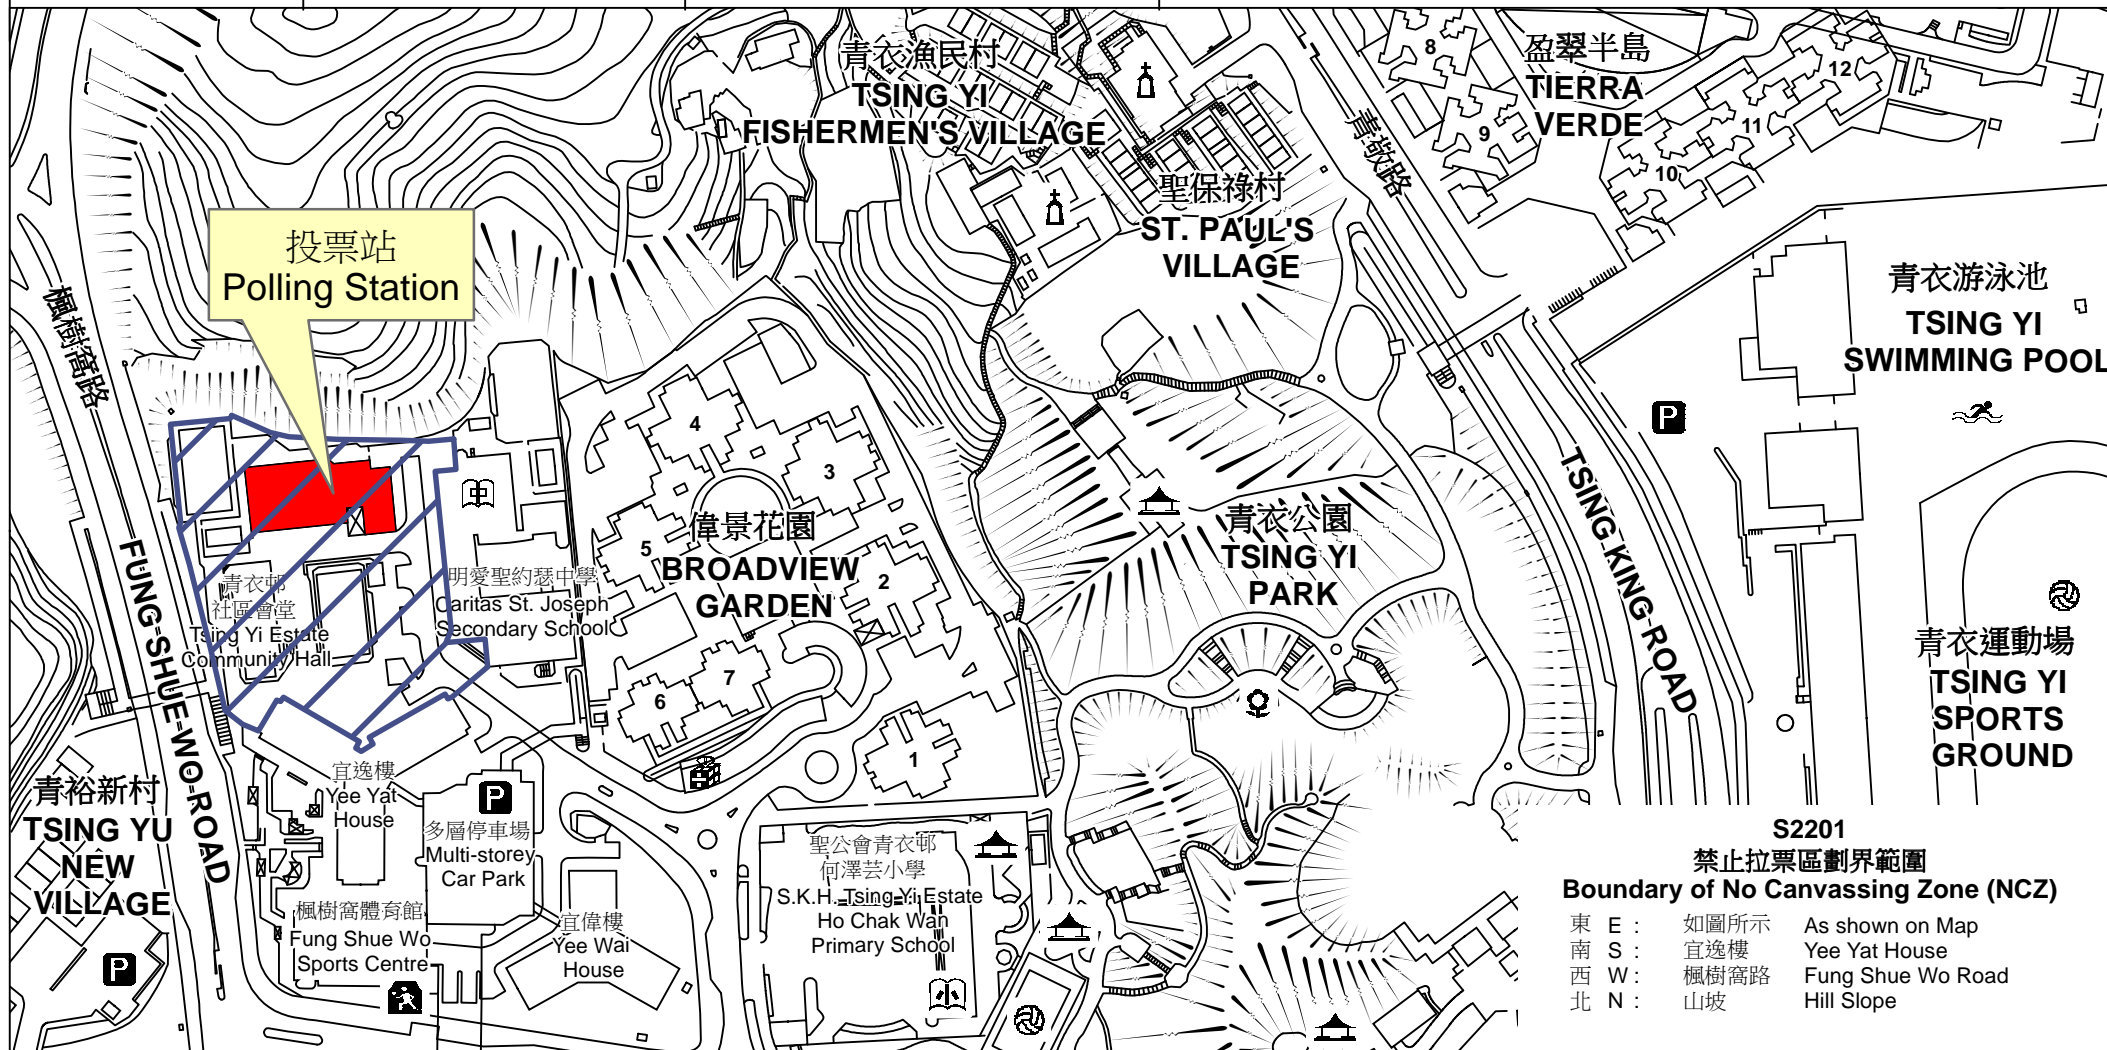 青衣漁民村
TSING YI
FISHERMEN'S VILLAGE
盈翠半島
TIERRA
VERDE
8
9
10
11
12
青敬路
聖保祿村
ST. PAUL'S
VILLAGE
投票站
Polling Station
楓樹窩路
青衣游泳池
TSING YI
SWIMMING POOL
P
4
3
偉景花園
BROADVIEW
GARDEN
5
2
6
7
1
青衣公園
TSING YI
PARK
TSING KING ROAD
FUNG SHUE WO ROAD
青衣邨
社區會堂
Tsing Yi Estate
Community Hall
中
明愛聖約瑟中學
Caritas St. Joseph
Secondary School
青衣運動場
TSING YI
SPORTS
GROUND
青裕新村
TSING YU
NEW
VILLAGE
P
宜逸樓
Yee Yat
House
P
多層停車場
Multi-storey
Car Park
楓樹窩體育館
Fung Shue Wo
Sports Centre
宜偉樓
Yee Wai
House
聖公會青衣邨
何澤芸小學
S.K.H. Tsing Yi Estate
Ho Chak Wan
Primary School
小
S2201
禁止拉票區劃界範圍
Boundary of No Canvassing Zone (NCZ)
東 E : 如圖所示 As shown on Map
南 S : 宜逸樓 Yee Yat House
西 W : 楓樹窩路 Fung Shue Wo Road
北 N : 山坡 Hill Slope